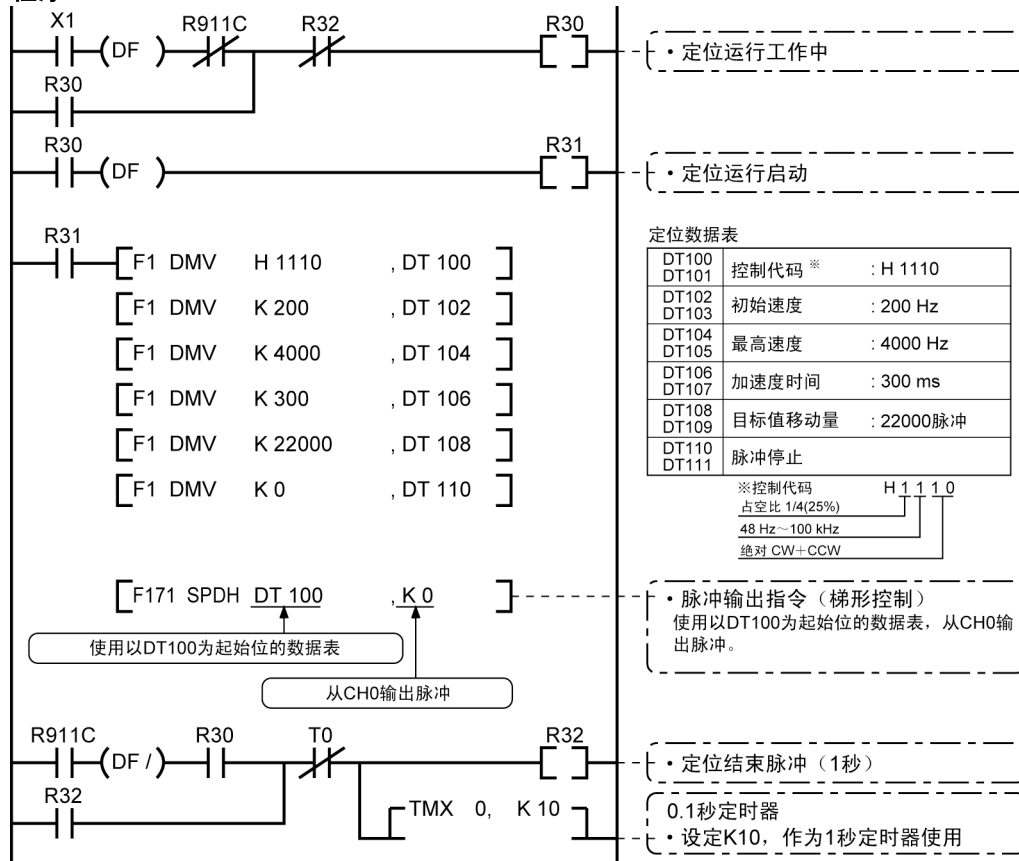 X1 R911C R32 R30
(DF )
・定位运行工作中
R30
R30 R31
(DF )
・定位运行启动
R31
F1 DMV H 1110 , DT 100
F1 DMV K 200 , DT 102
F1 DMV K 4000 , DT 104
F1 DMV K 300 , DT 106
F1 DMV K 22000 , DT 108
F1 DMV K 0 , DT 110
定位数据表
DT100
DT101 控制代码※ : H 1110
DT102
DT103 初始速度 : 200 Hz
DT104
DT105 最高速度 : 4000 Hz
DT106
DT107 加速度时间 : 300 ms
DT108
DT109 目标值移动量 : 22000脉冲
DT110
DT111 脉冲停止
※控制代码 H 1 1 1 0
占空比 1/4(25%)
48 Hz～100 kHz
绝对 CW＋CCW
F171 SPDH DT 100 , K 0
使用以DT100为起始位的数据表
从CH0输出脉冲
・脉冲输出指令（梯形控制）
使用以DT100为起始位的数据表，从CH0输
出脉冲。
R911C R30 T0 R32
(DF /)
・定位结束脉冲（1秒）
R32
TMX 0, K 10
0.1秒定时器
・设定K10，作为1秒定时器使用